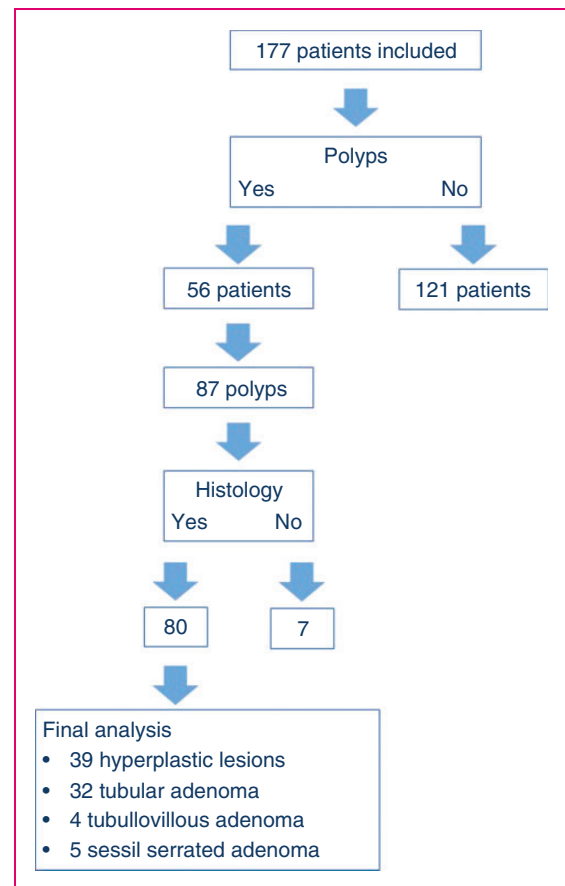 177 patients included
Polyps
Yes No
56 patients 121 patients
87 polyps
Histology
Yes No
80 7
Final analysis
• 39 hyperplastic lesions
• 32 tubular adenoma
• 4 tubullovillous adenoma
• 5 sessil serrated adenoma